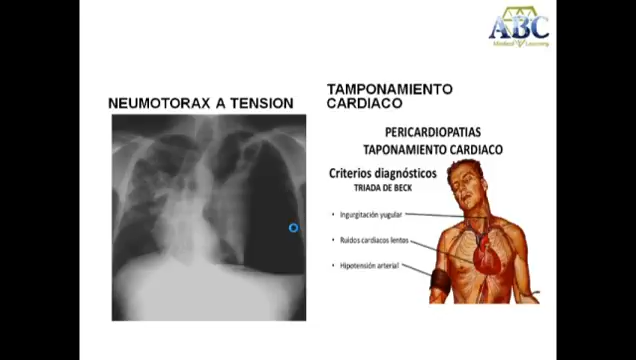 ABC
Medical Learning
NEUMOTORAX A TENSION
TAMPONAMIENTO
CARDIACO
PERICARDIOPATIAS
TAPONAMIENTO CARDIACO
Criterios diagnósticos
TRIADA DE BECK
• Ingurgitación yugular
• Ruidos cardiacos lentos
• Hipotensión arterial